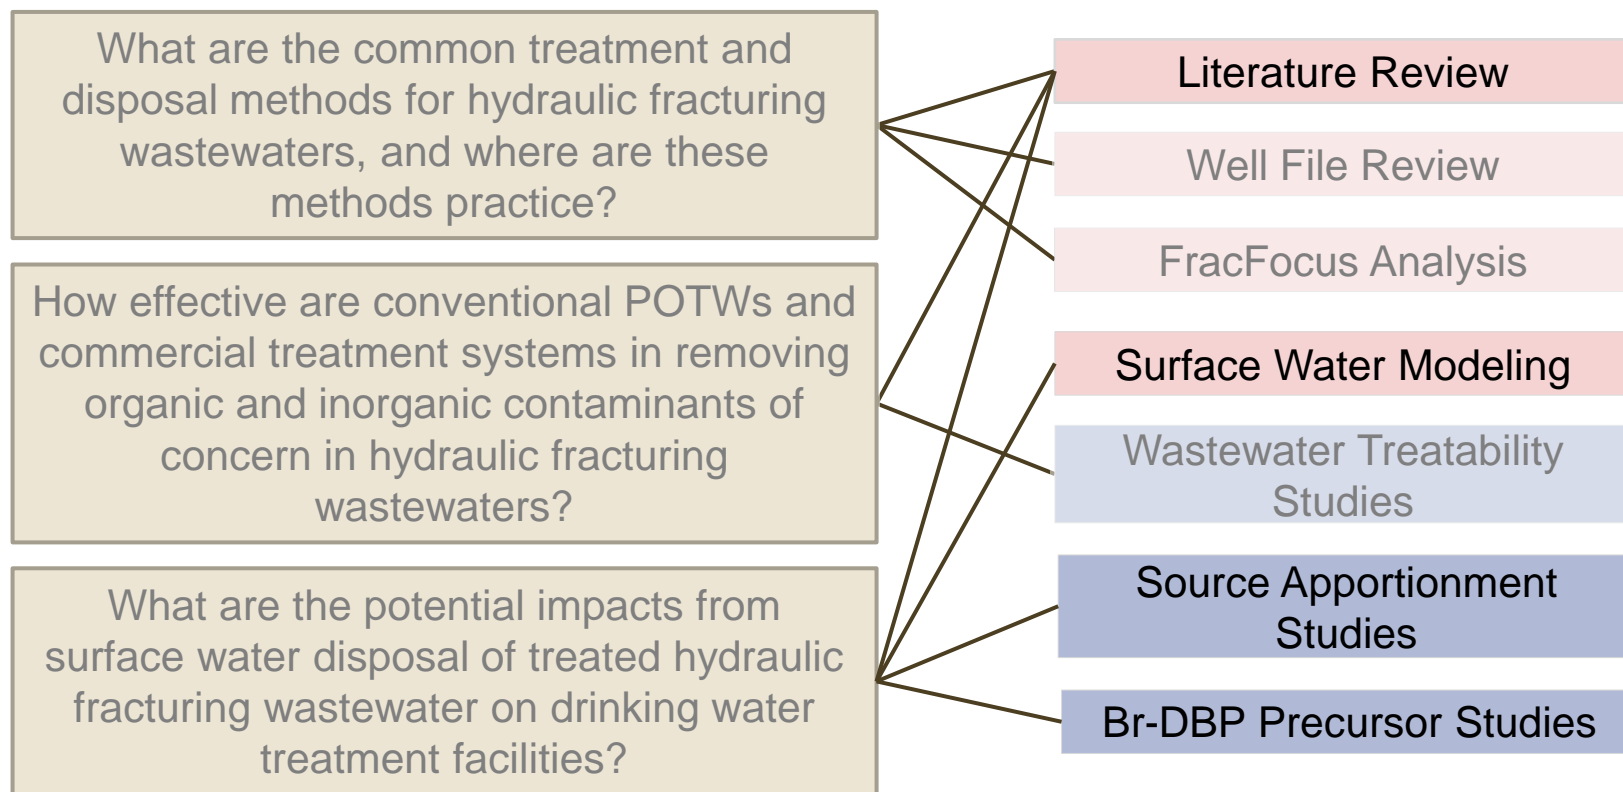 What are the common treatment and
disposal methods for hydraulic fracturing
wastewaters, and where are these
methods practice?
How effective are conventional POTWs and
commercial treatment systems in removing
organic and inorganic contaminants of
concern in hydraulic fracturing
wastewaters?
What are the potential impacts from
surface water disposal of treated hydraulic
fracturing wastewater on drinking water
treatment facilities?
Literature Review
Well File Review
FracFocus Analysis
Surface Water Modeling
Wastewater Treatability
Studies
Source Apportionment
Studies
Br-DBP Precursor Studies